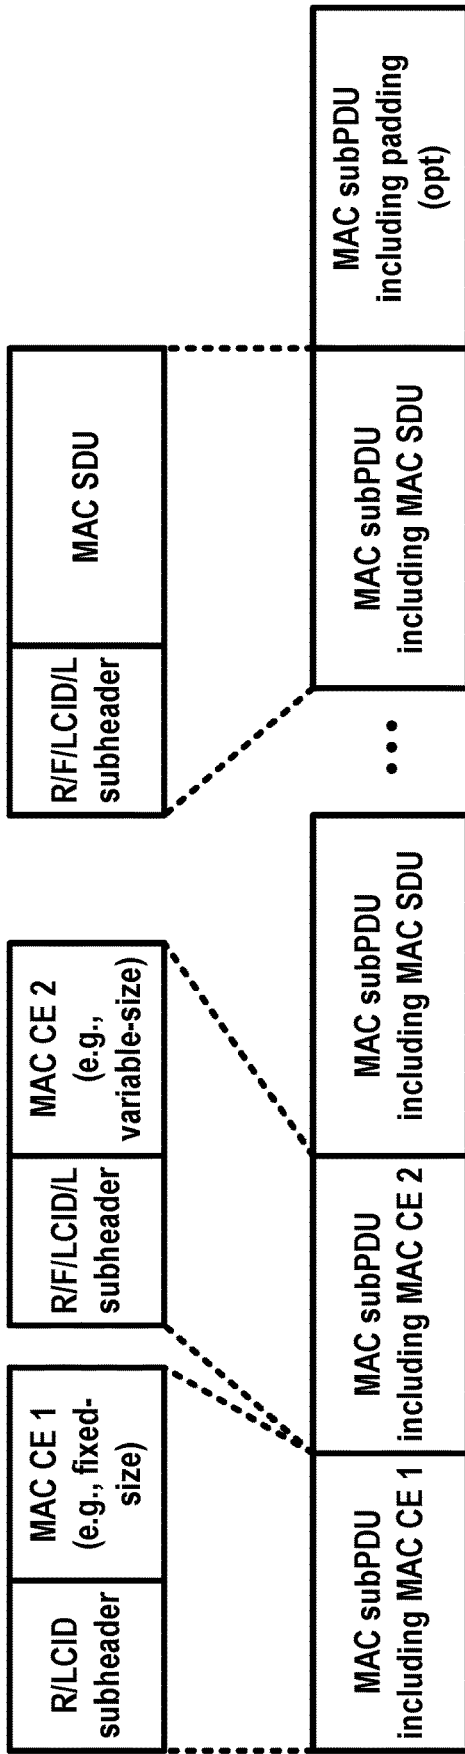 R/LCID
subheader
MAC CE 1
(e.g., fixed-
size)
R/F/LCID/L
subheader
MAC CE 2
(e.g.,
variable-size)
R/F/LCID/L
subheader
MAC SDU
MAC subPDU
including MAC CE 1
MAC subPDU
including MAC CE 2
MAC subPDU
including MAC SDU
...
MAC subPDU
including MAC SDU
MAC subPDU
including padding
(opt)